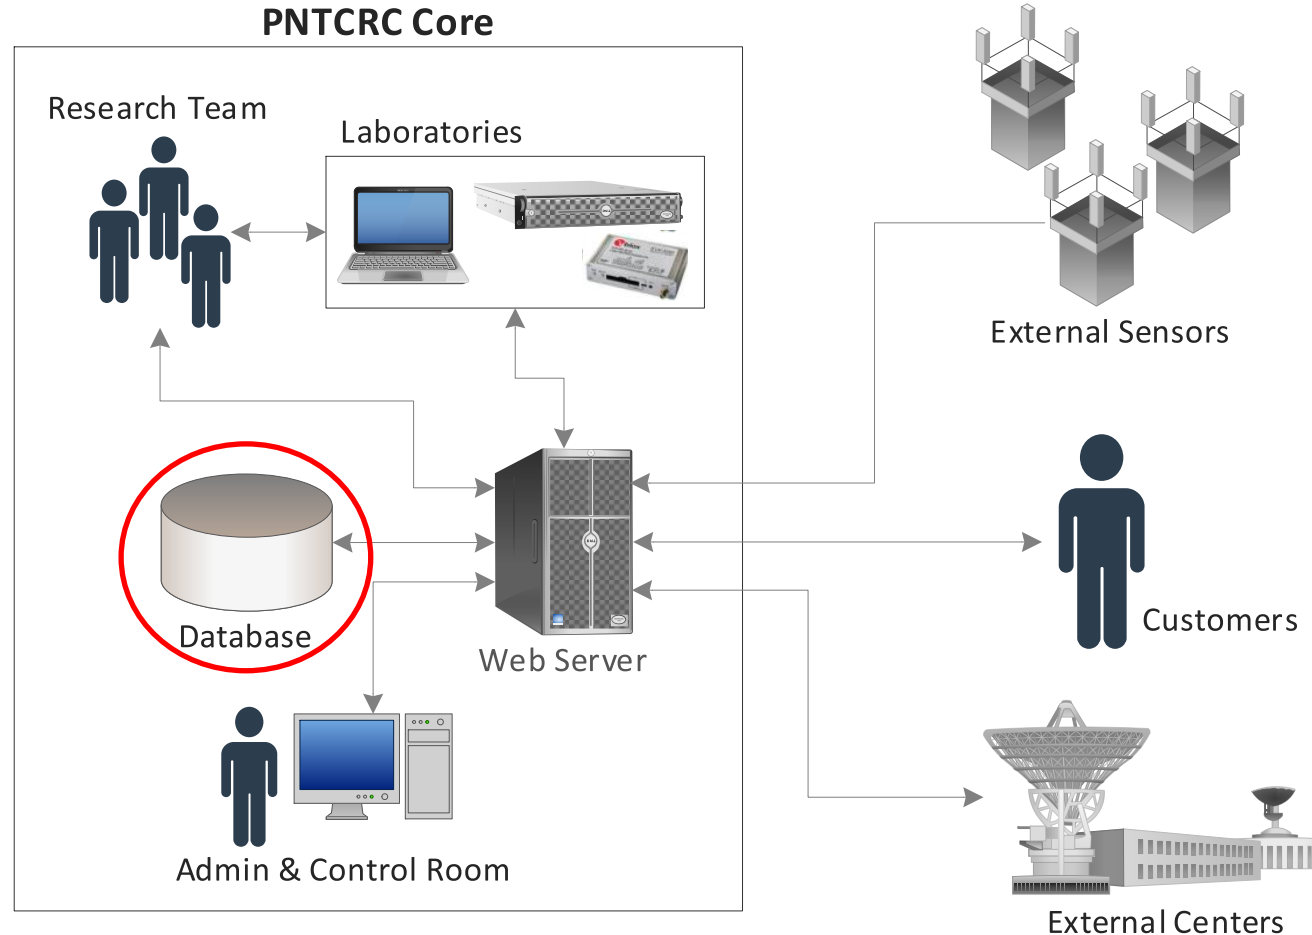 PNTCRC Core
Research Team
Laboratories
External Sensors
Database
Web Server
Customers
Admin & Control Room
External Centers